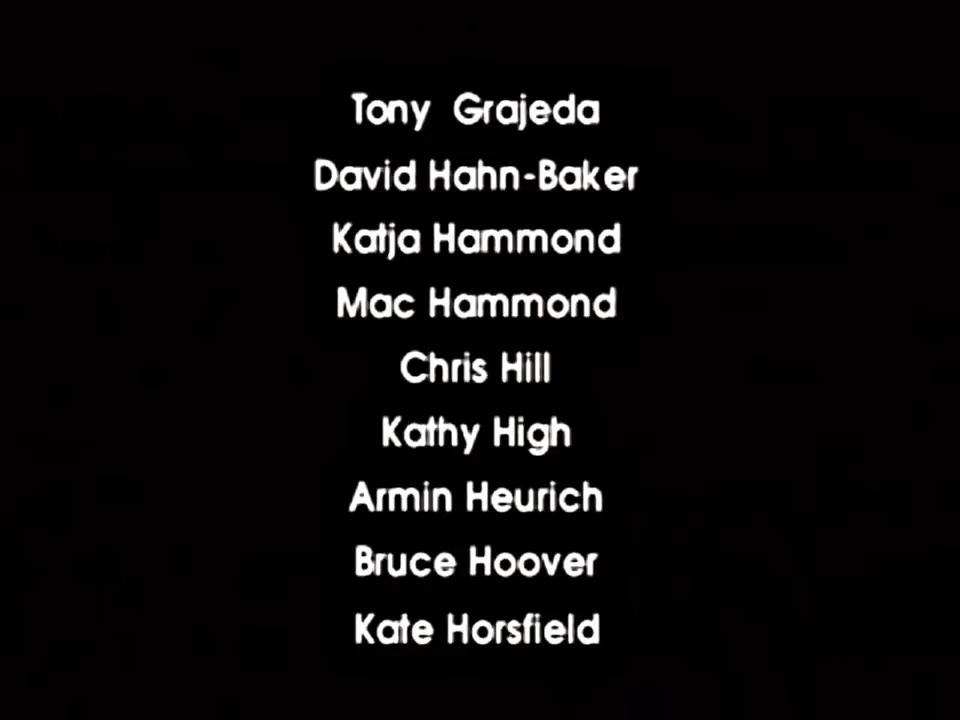 Tony Grajeda
David Hahn-Baker
Katja Hammond
Mac Hammond
Chris Hill
Kathy High
Armin Heurich
Bruce Hoover
Kate Horsfield